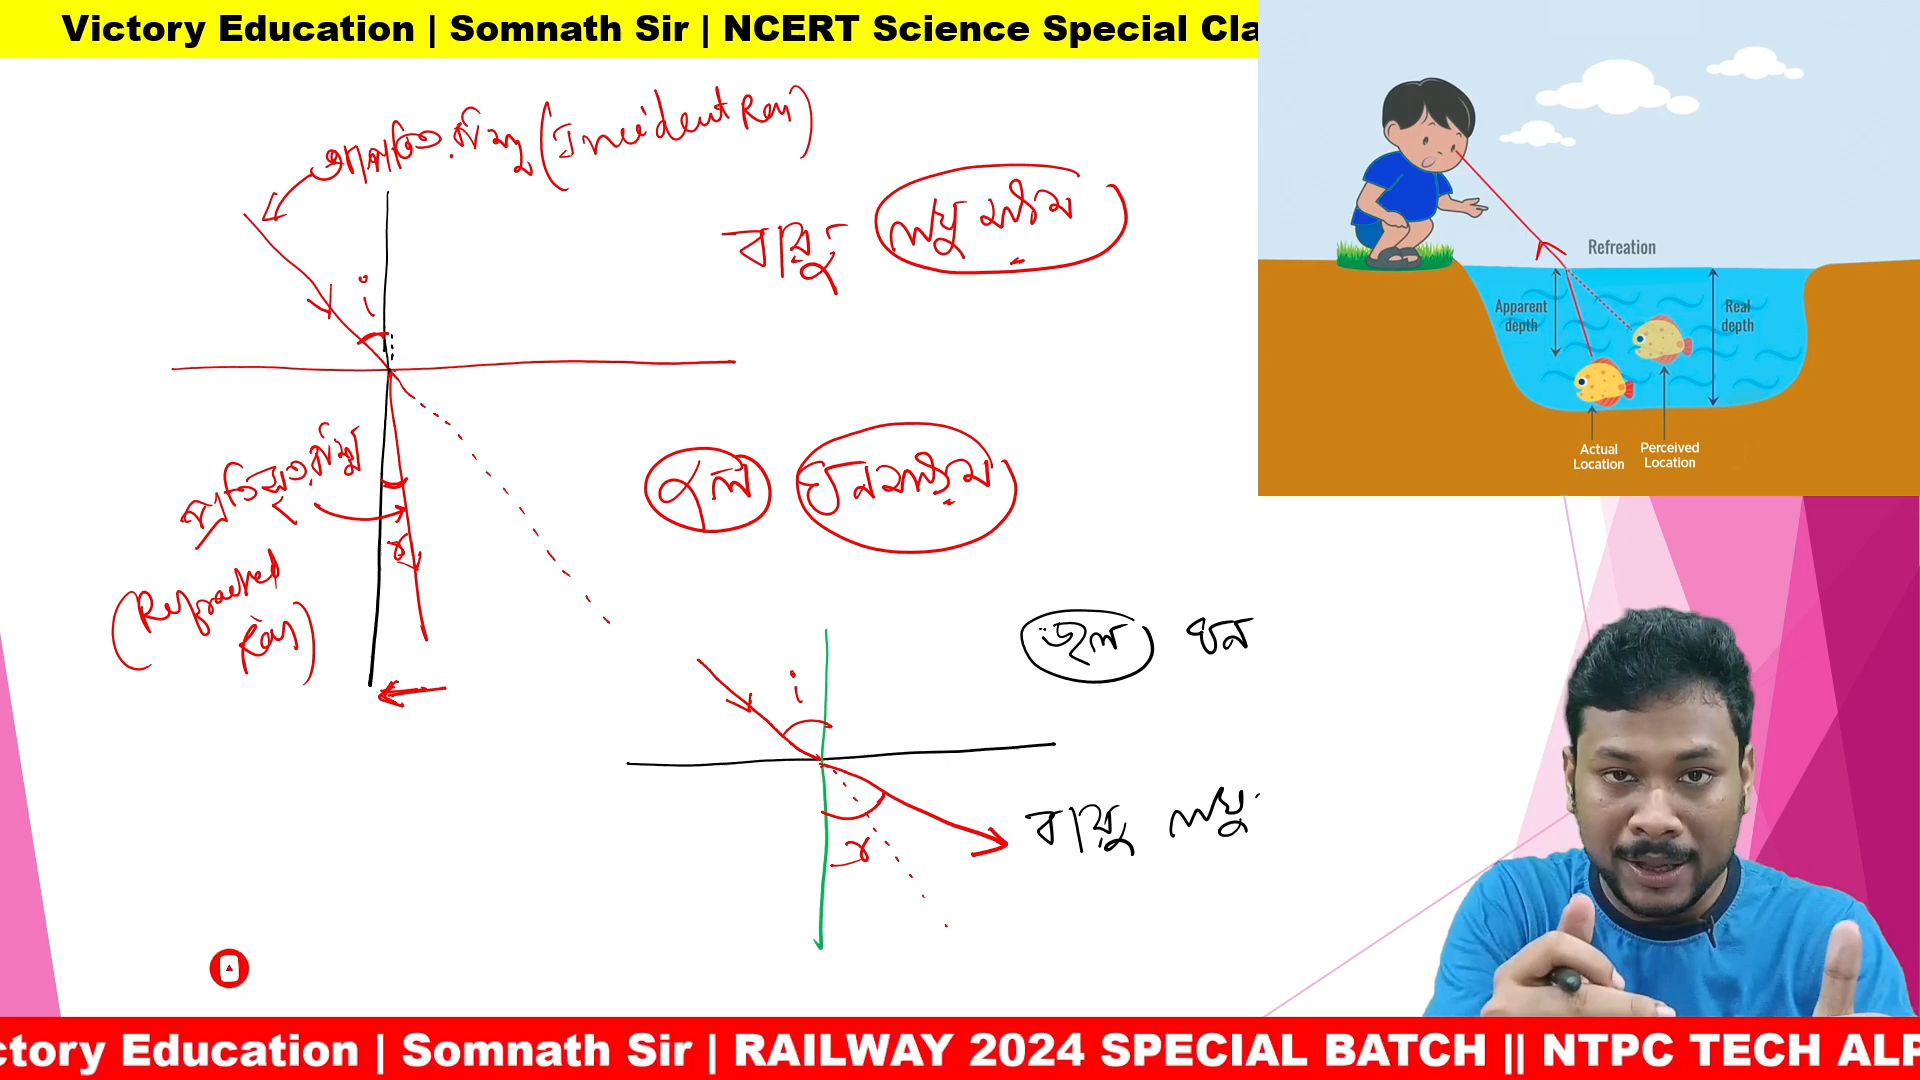 Victory Education | Somnath Sir | NCERT Science Special Cla
আপতিত রশ্মি (Incident Ray)
i
বায়ু লঘু মাধ্যম
জল ঘন মাধ্যম
প্রতিসৃত রশ্মি
r
(Refracted
Ray)
জল ঘন
i
বায়ু লঘু
r
Refreation
Apparent
depth
Real
depth
Actual
Location
Perceived
Location
ctory Education | Somnath Sir | RAILWAY 2024 SPECIAL BATCH || NTPC TECH ALP